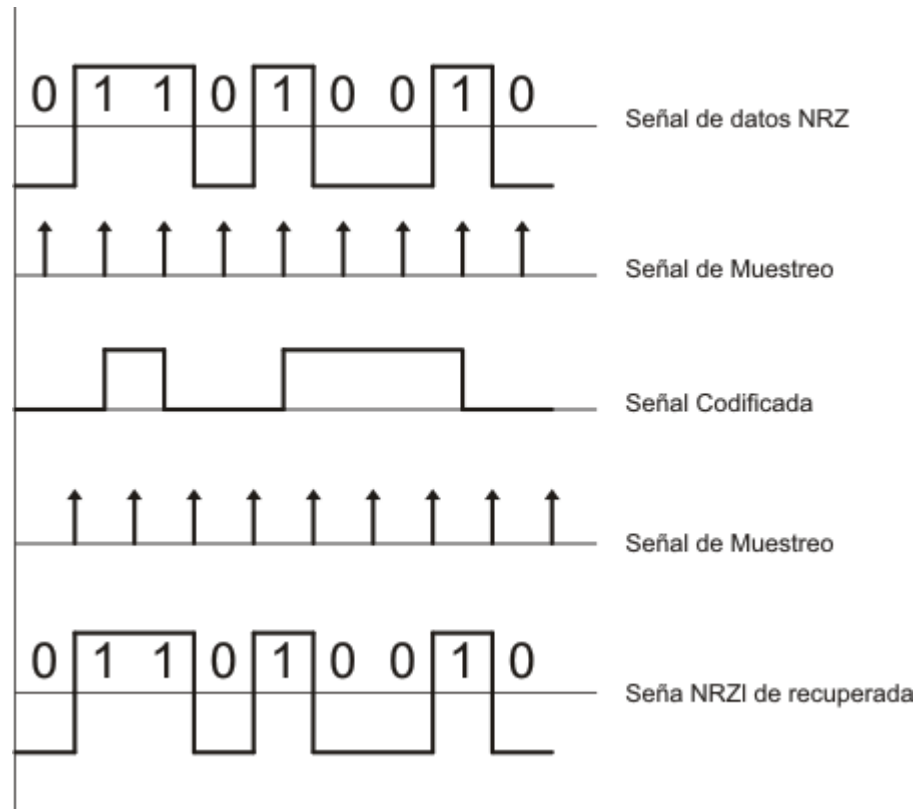 0 1 1 0 1 0 0 1 0
Señal de datos NRZ
Señal de Muestreo
Señal Codificada
Señal de Muestreo
0 1 1 0 1 0 0 1 0
Seña NRZI de recuperada